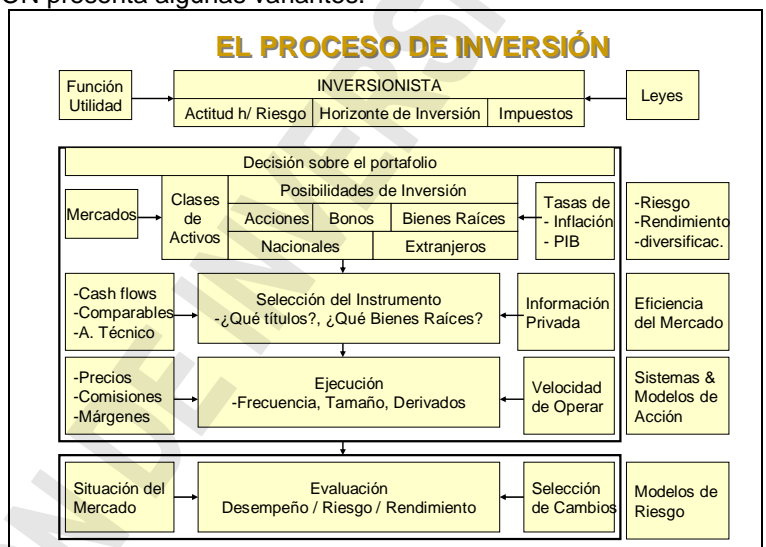 ÓN presenta algunas variantes.
EL PROCESO DE INVERSIÓN
Función
Utilidad
INVERSIONISTA
Actitud h/ Riesgo
Horizonte de Inversión
Impuestos
Leyes
Decisión sobre el portafolio
Mercados
Clases
de
Activos
Posibilidades de Inversión
Acciones
Bonos
Bienes Raíces
Nacionales
Extranjeros
Tasas de
- Inflación
- PIB
-Riesgo
-Rendimiento
-diversificac.
-Cash flows
-Comparables
-A. Técnico
Selección del Instrumento
-¿Qué títulos?, ¿Qué Bienes Raíces?
Información
Privada
Eficiencia
del Mercado
-Precios
-Comisiones
-Márgenes
Ejecución
-Frecuencia, Tamaño, Derivados
Velocidad
de Operar
Sistemas &
Modelos de
Acción
Situación del
Mercado
Evaluación
Desempeño / Riesgo / Rendimiento
Selección
de Cambios
Modelos de
Riesgo
N DE INVERSI